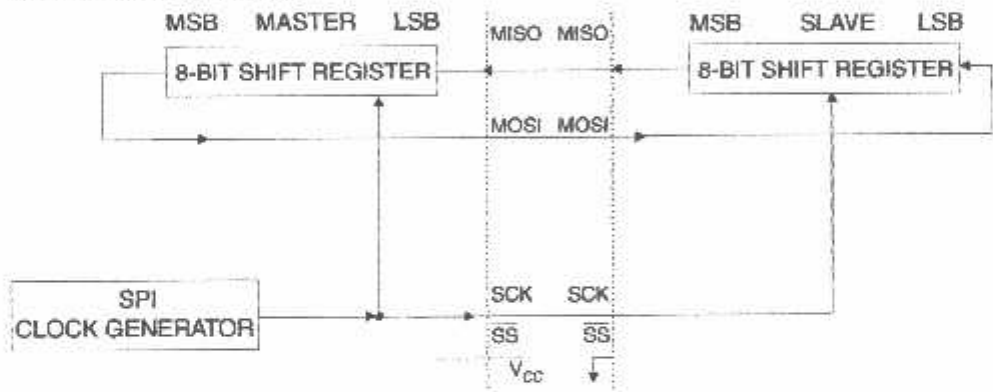 MSB MASTER LSB MISO MISO MSB SLAVE LSB
8-BIT SHIFT REGISTER 8-BIT SHIFT REGISTER
MOSI MOSI
SPI
CLOCK GENERATOR
SCK SCK
SS SS
VCC